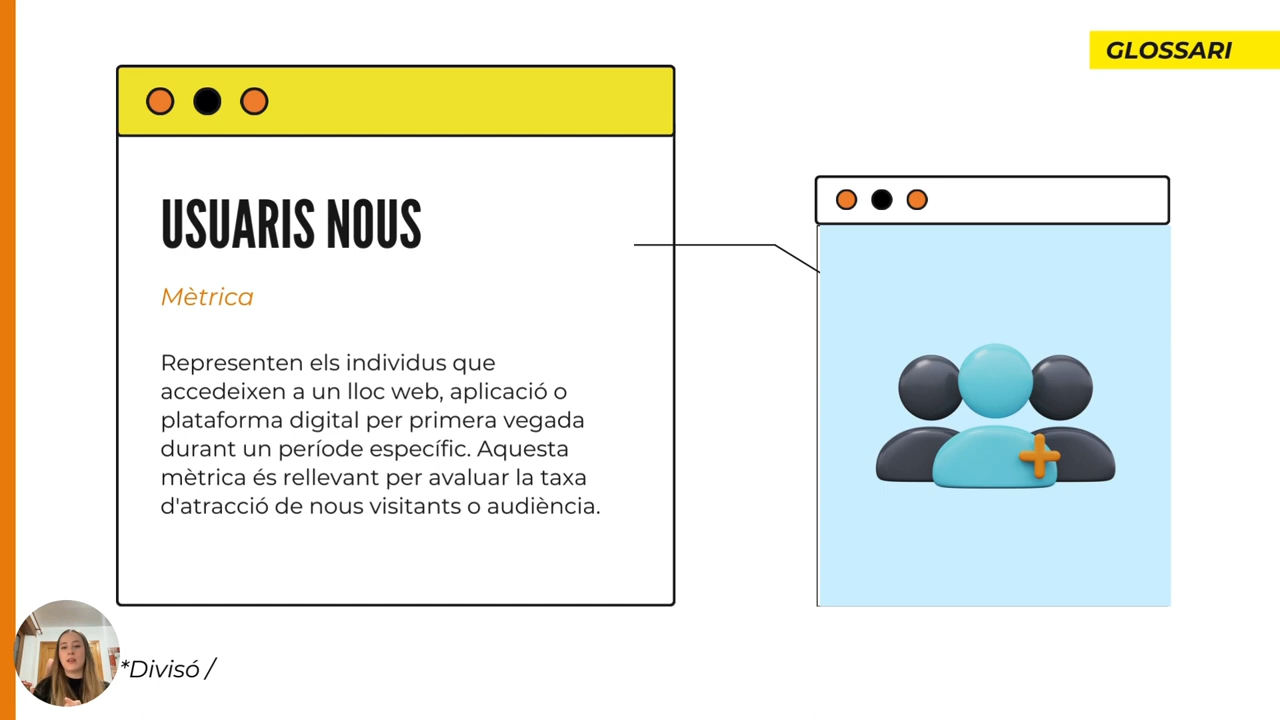 GLOSSARI
USUARIS NOUS
Mètrica
Representen els individus que
accedeixen a un lloc web, aplicació o
plataforma digital per primera vegada
durant un període específic. Aquesta
mètrica és rellevant per avaluar la taxa
d'atracció de nous visitants o audiència.
*Divisó /